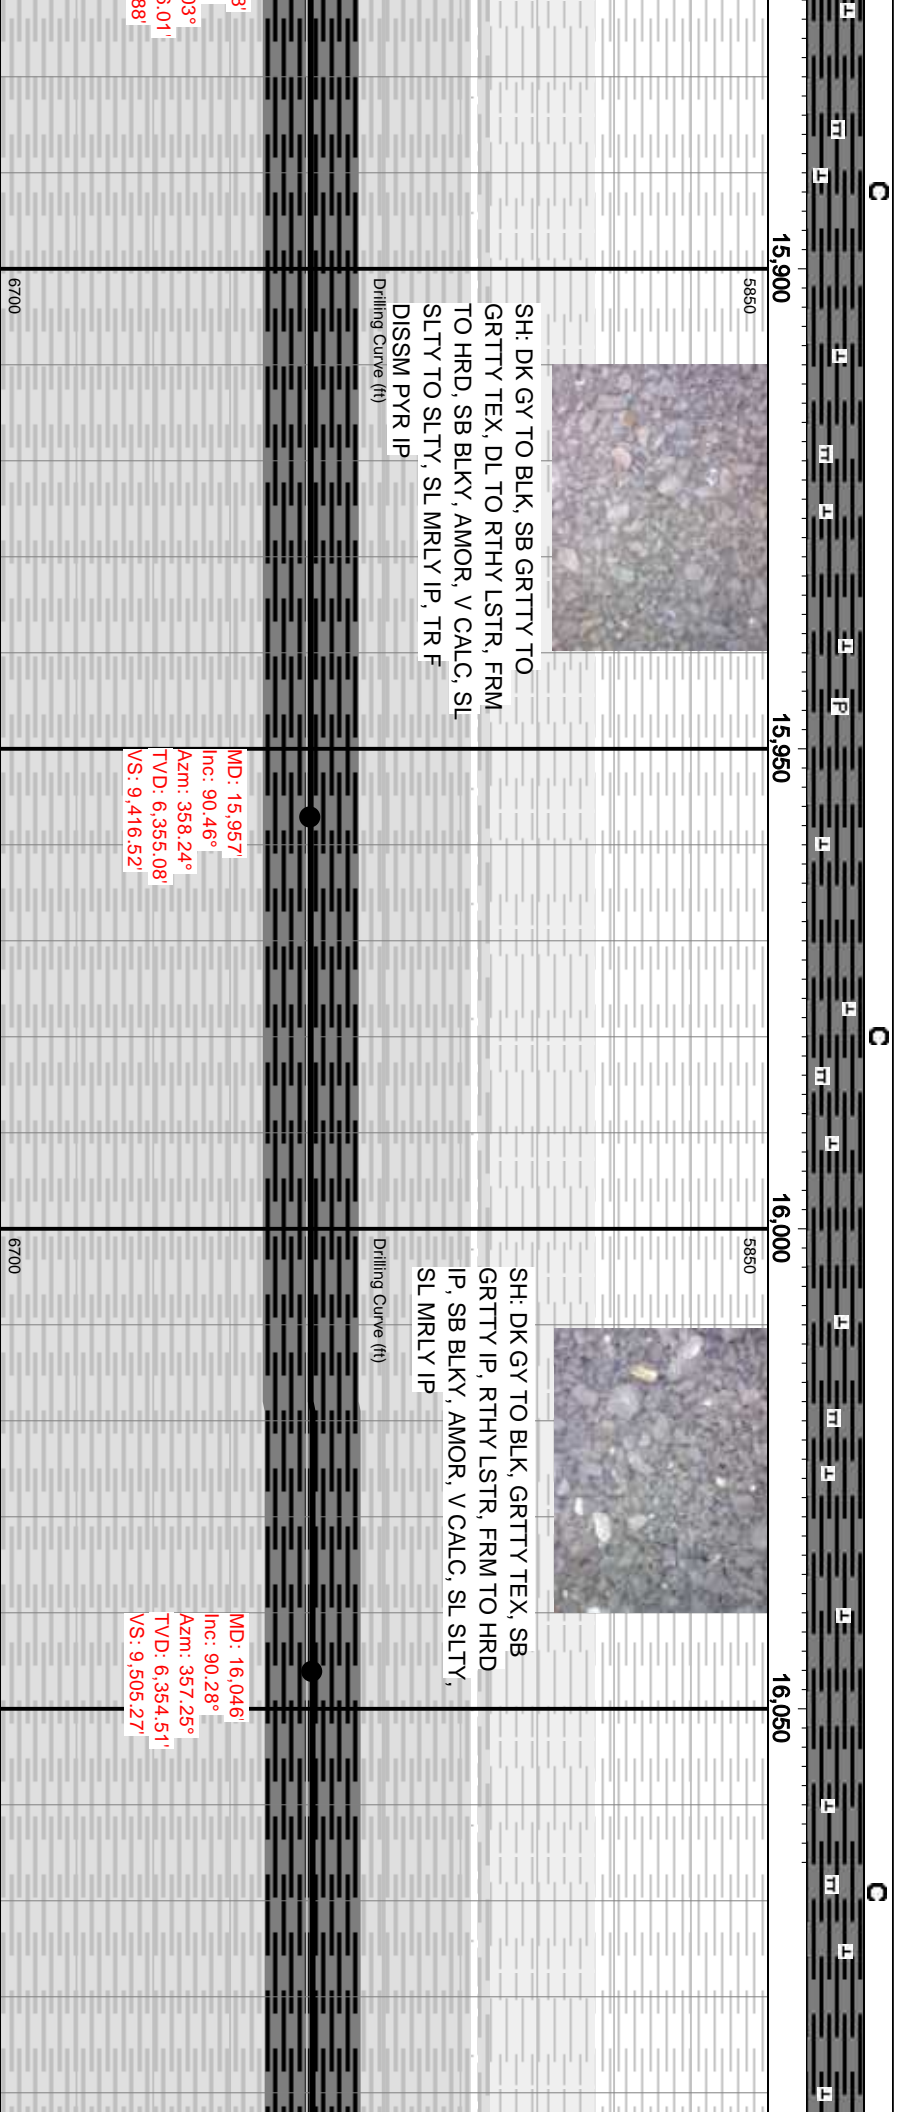 C
C
C
15,900
15,950
16,000
16,050
5850
5850
SH: DK GY TO BLK, SB GRTTY TO
GRTTY TEX, DL TO RTHY LSTR, FRM
TO HRD, SB BLKY, AMOR, V CALC, SL
SLTY TO SLTY, SL MRLY IP, TR F
DISSM PYR IP
Drilling Curve (ft)
6700
MD: 15,957'
Inc: 90.46°
Azm: 358.24°
TVD: 6,355.08'
VS: 9,416.52'
SH: DK GY TO BLK, GRTTY TEX, SB
GRTTY IP, RTHY LSTR, FRM TO HRD
IP, SB BLKY, AMOR, V CALC, SL SLTY,
SL MRLY IP
Drilling Curve (ft)
6700
MD: 16,046'
Inc: 90.28°
Azm: 357.25°
TVD: 6,354.51'
VS: 9,505.27'